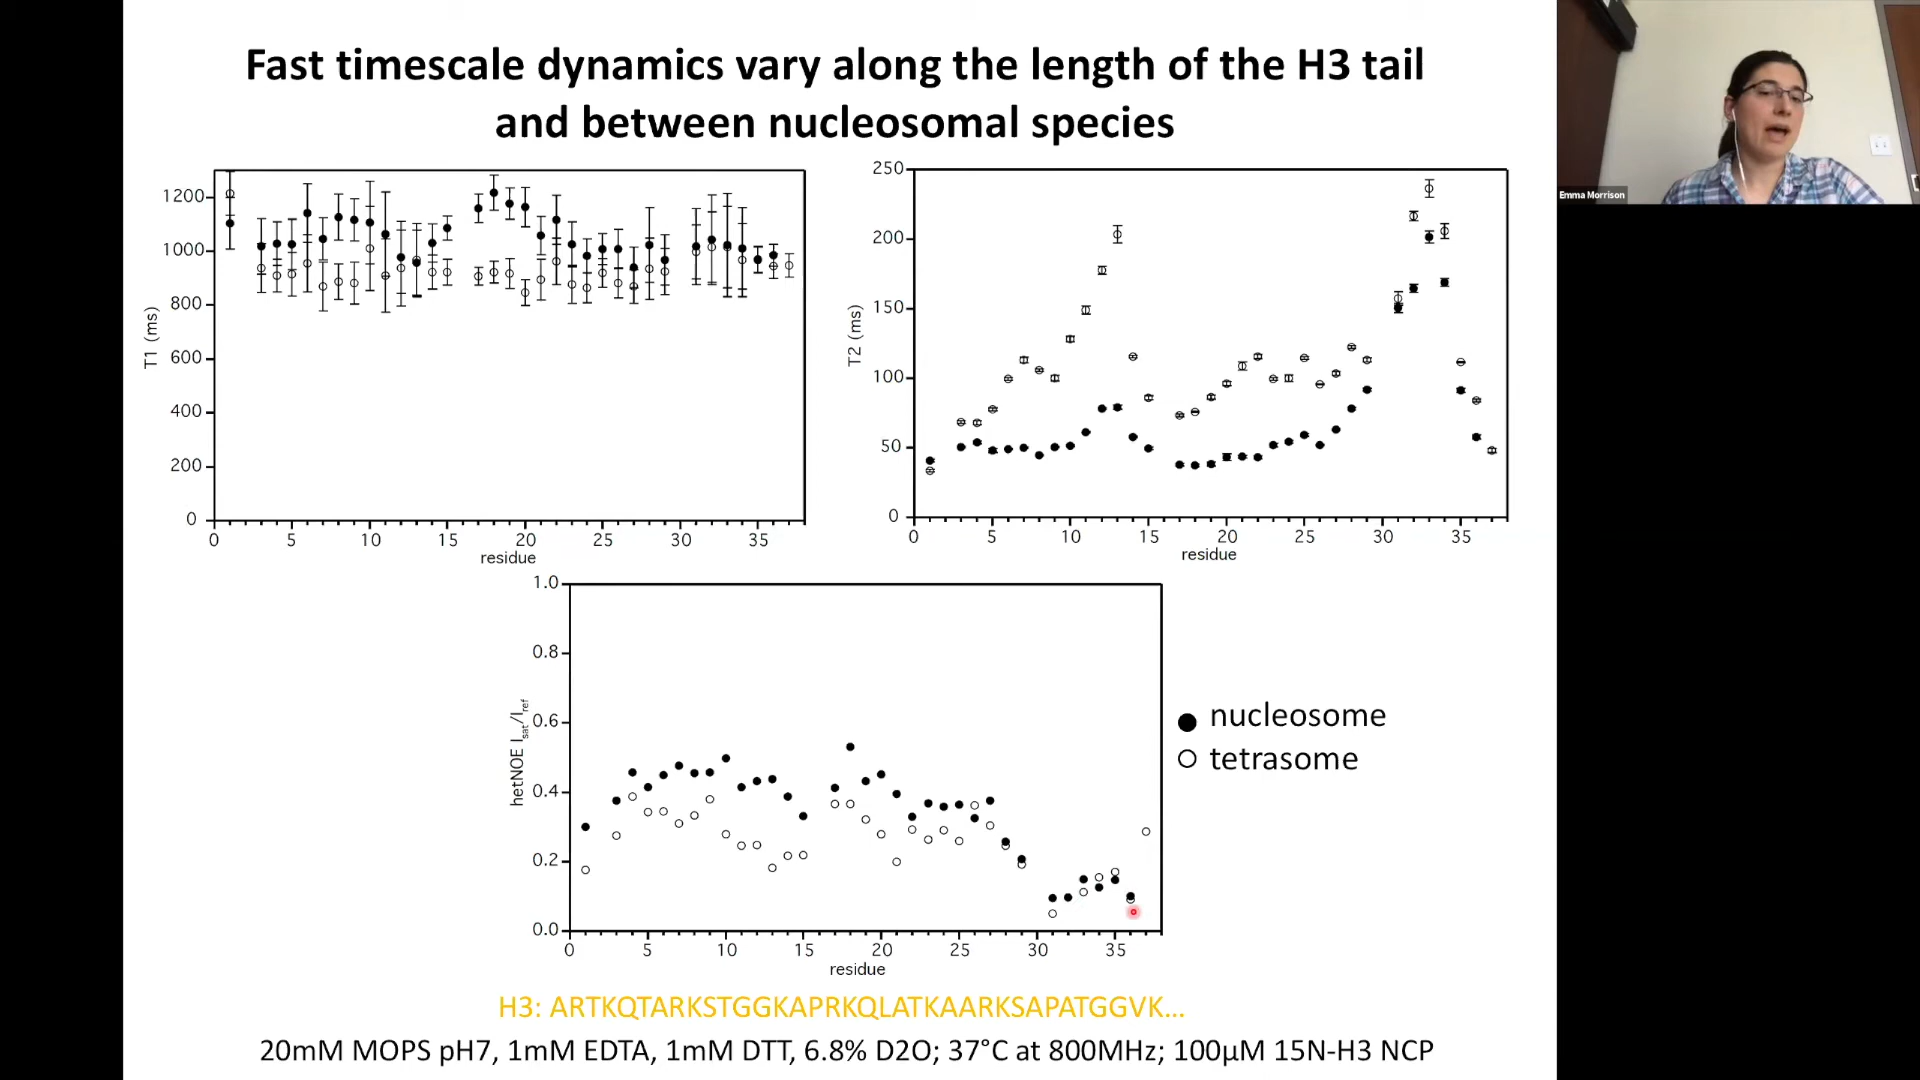 Fast timescale dynamics vary along the length of the H3 tail
and between nucleosomal species
Emma Morrison
1200
1000
800
600
400
200
0
T1 (ms)
0 5 10 15 20 25 30 35
residue
250
200
150
100
50
0
T2 (ms)
0 5 10 15 20 25 30 35
residue
1.0
0.8
0.6
0.4
0.2
0.0
hetNOE Isat/Iref
0 5 10 15 20 25 30 35
residue
nucleosome
tetrasome
H3: ARTKQTARKSTGGKAPRKQLATKAARKSAPATGGVK...
20mM MOPS pH7, 1mM EDTA, 1mM DTT, 6.8% D2O; 37°C at 800MHz; 100µM 15N-H3 NCP